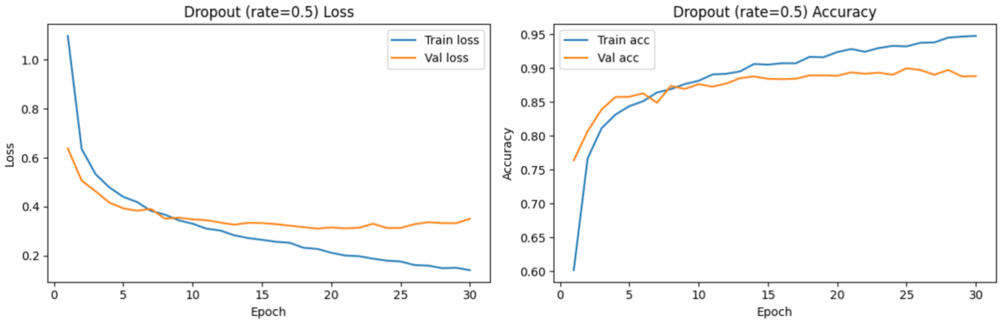 Dropout (rate=0.5) Loss
Train loss
Val loss
1.0
0.8
0.6
0.4
0.2
Loss
0 5 10 15 20 25 30
Epoch
Dropout (rate=0.5) Accuracy
Train acc
Val acc
0.95
0.90
0.85
0.80
0.75
0.70
0.65
0.60
Accuracy
0 5 10 15 20 25 30
Epoch